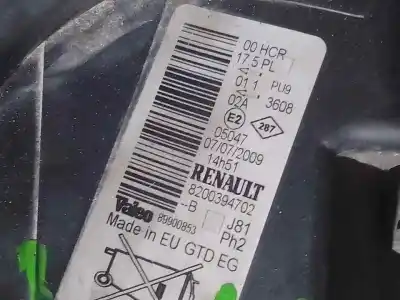 00 HCR
17.5 PL
01 1 PU9
02A 3608
E2 287
05047
07/07/2009
14h51
RENAULT
8200394702
--B J81
Valeo 89900853 Ph2
Made in EU GTD EG